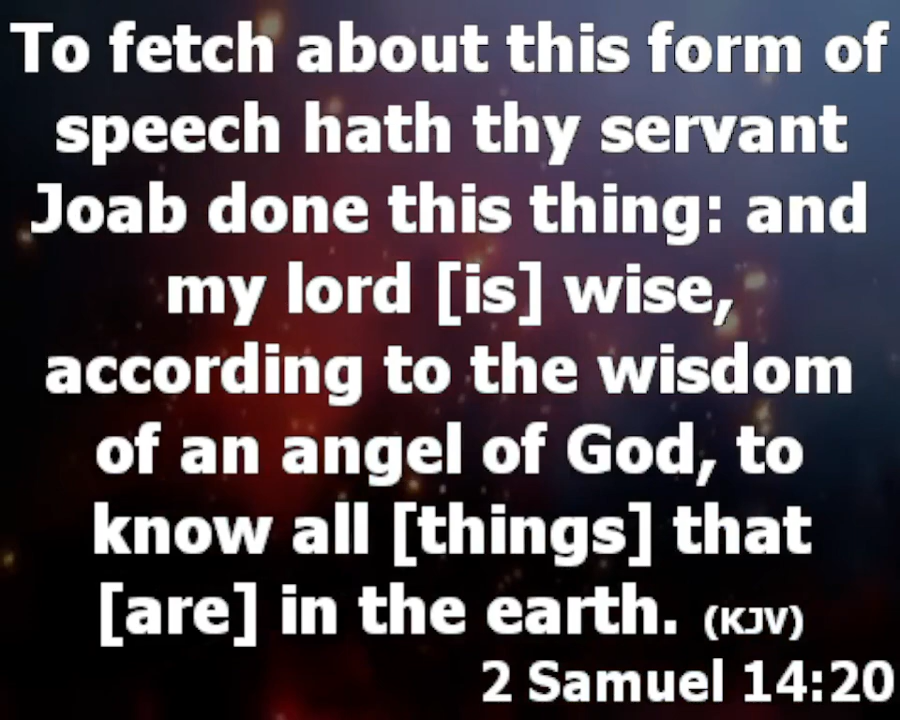 To fetch about this form of
speech hath thy servant
Joab done this thing: and
my lord [is] wise,
according to the wisdom
of an angel of God, to
know all [things] that
[are] in the earth. (KJV)
2 Samuel 14:20